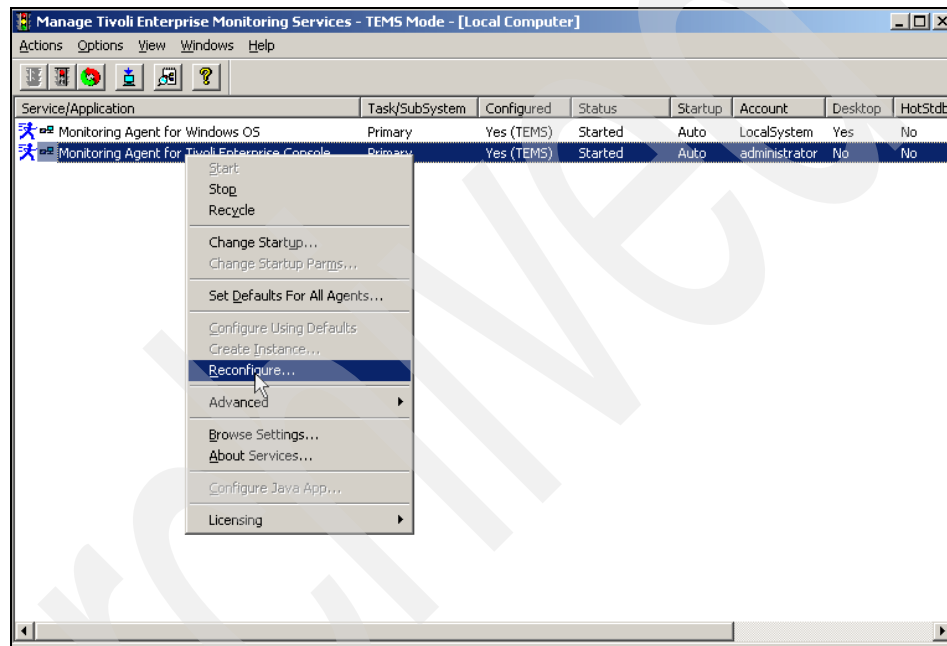 Manage Tivoli Enterprise Monitoring Services - TEMS Mode - [Local Computer]
Actions Options View Windows Help
Service/Application Task/SubSystem Configured Status Startup Account Desktop HotStdb
Monitoring Agent for Windows OS Primary Yes (TEMS) Started Auto LocalSystem Yes No
Monitoring Agent for Tivoli Enterprise Console Primary Yes (TEMS) Started Auto administrator No No
Start
Stop
Recycle
Change Startup...
Change Startup Parms...
Set Defaults For All Agents...
Configure Using Defaults
Create Instance...
Reconfigure...
Advanced
Browse Settings...
About Services...
Configure Java App...
Licensing